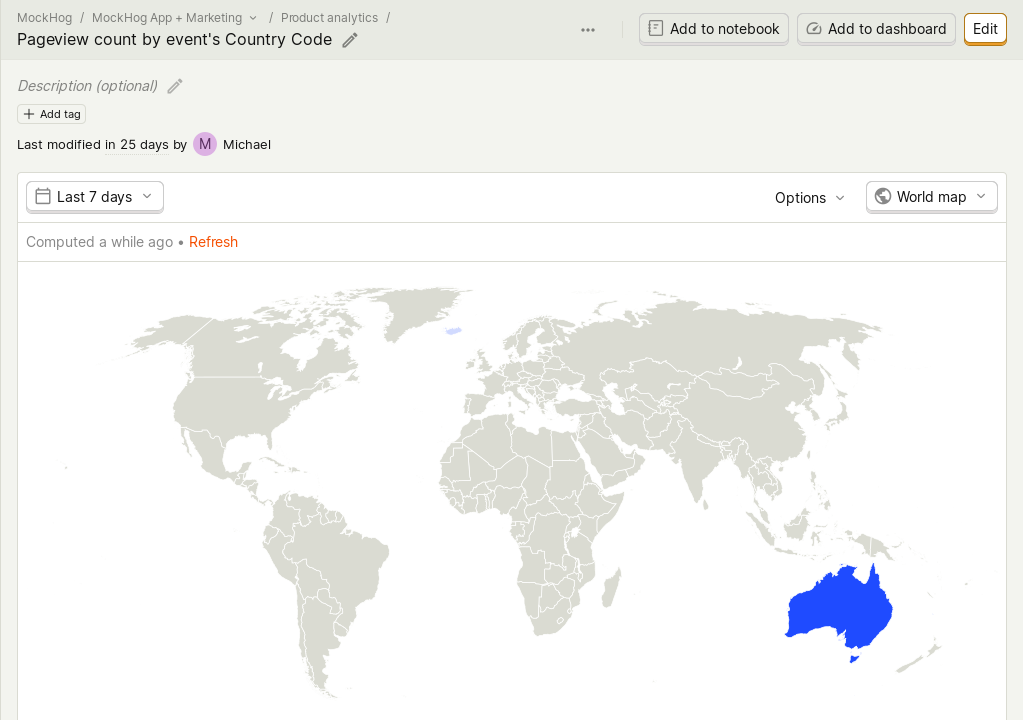 MockHog / MockHog App + Marketing / Product analytics /
Pageview count by event's Country Code
Add to notebook
Add to dashboard
Edit
Description (optional)
Add tag
Last modified in 25 days by M Michael
Last 7 days
Options
World map
Computed a while ago • Refresh